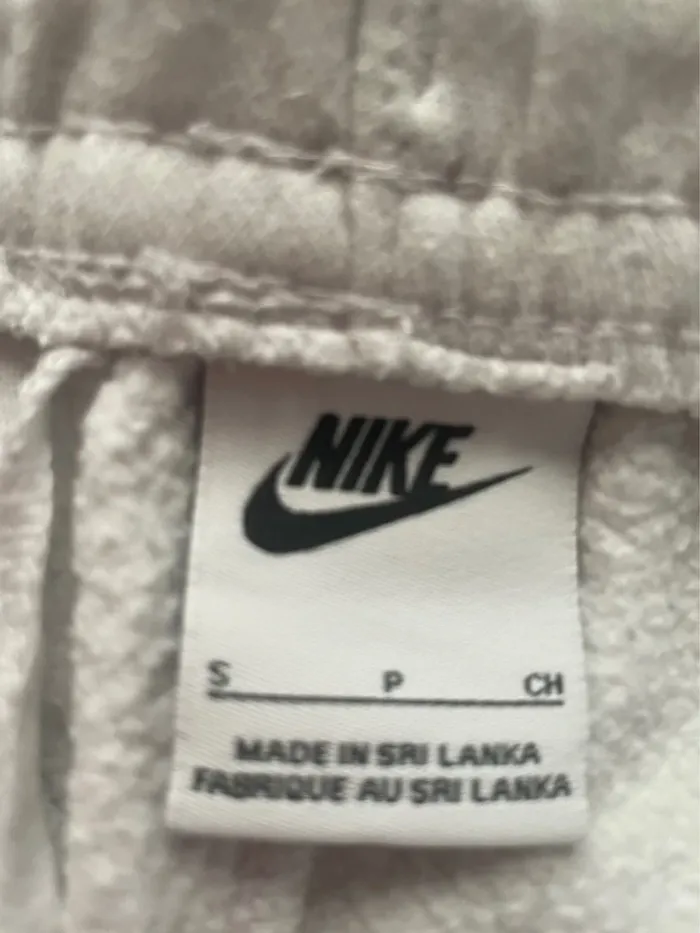 NIKE
S P CH
MADE IN SRI LANKA
FABRIQUE AU SRI LANKA